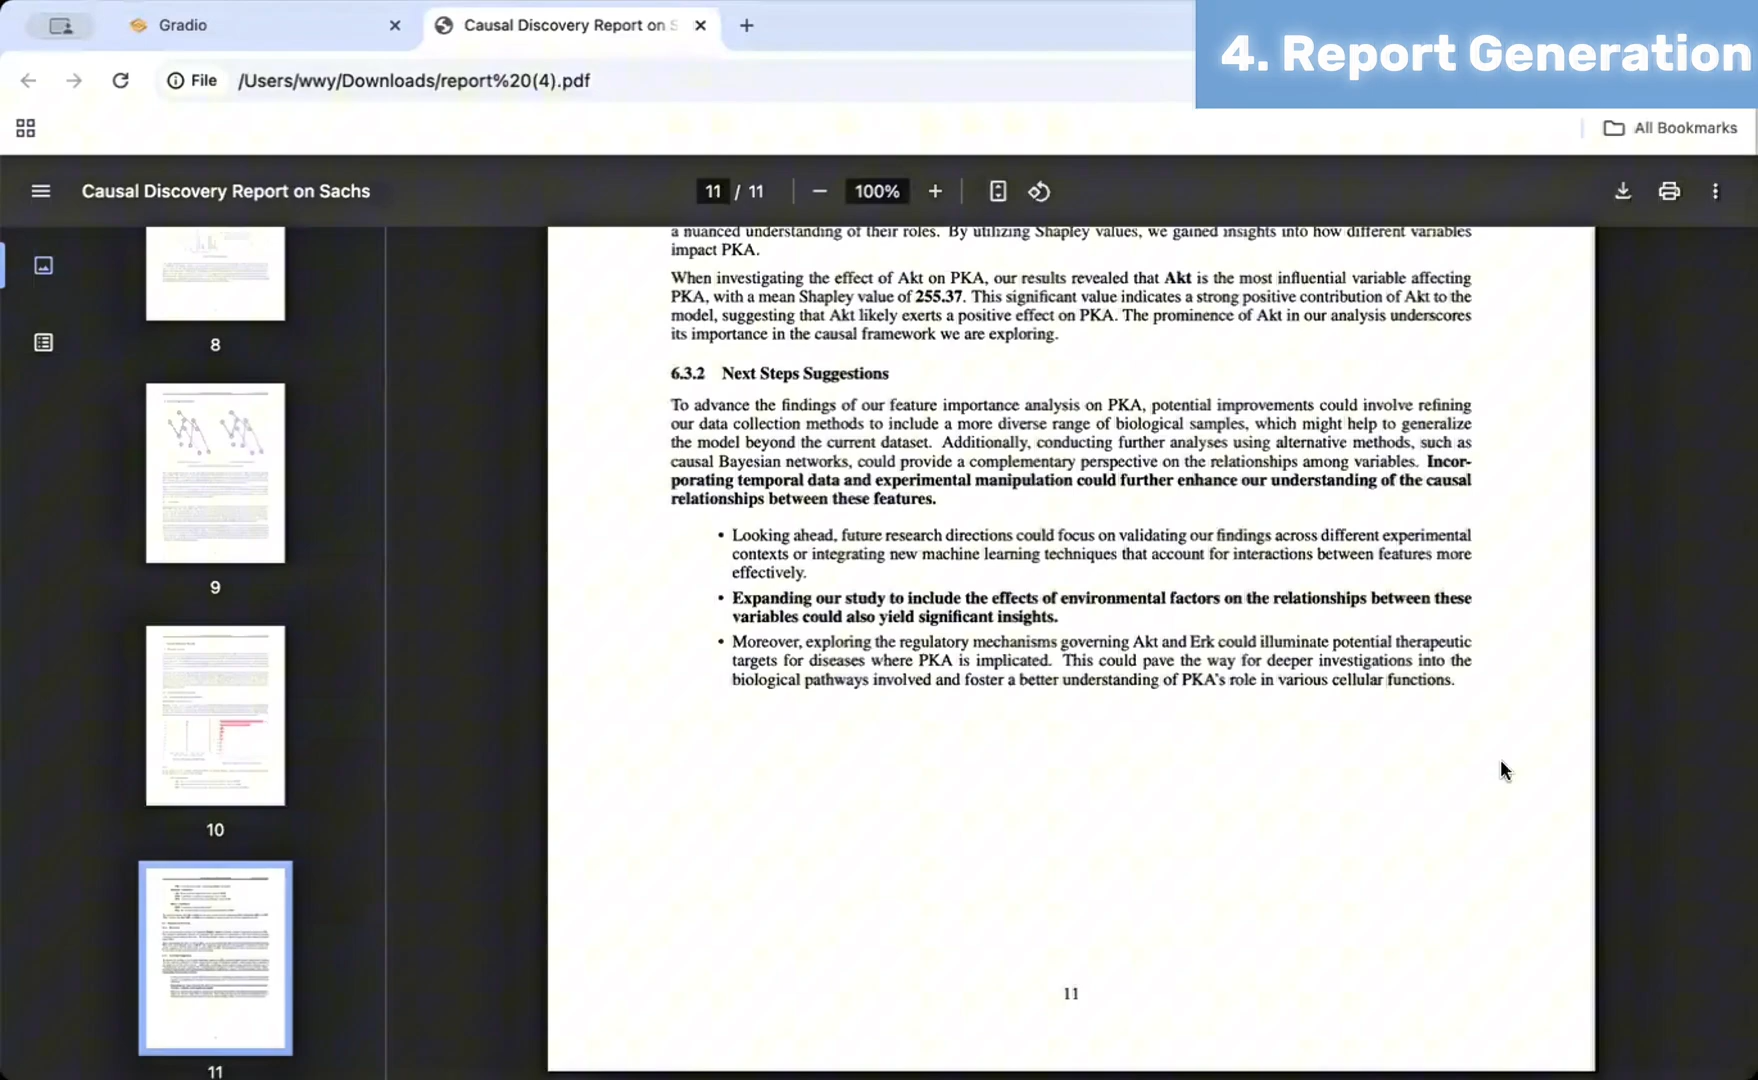 Gradio
Causal Discovery Report on S
4. Report Generation
File
/Users/wwy/Downloads/report%20(4).pdf
All Bookmarks
Causal Discovery Report on Sachs
11 / 11
100%
8
9
10
11
a nuanced understanding of their roles. By utilizing Shapley values, we gained insights into how different variables
impact PKA.
When investigating the effect of Akt on PKA, our results revealed that Akt is the most influential variable affecting
PKA, with a mean Shapley value of 255.37. This significant value indicates a strong positive contribution of Akt to the
model, suggesting that Akt likely exerts a positive effect on PKA. The prominence of Akt in our analysis underscores
its importance in the causal framework we are exploring.
6.3.2 Next Steps Suggestions
To advance the findings of our feature importance analysis on PKA, potential improvements could involve refining
our data collection methods to include a more diverse range of biological samples, which might help to generalize
the model beyond the current dataset. Additionally, conducting further analyses using alternative methods, such as
causal Bayesian networks, could provide a complementary perspective on the relationships among variables. Incor-
porating temporal data and experimental manipulation could further enhance our understanding of the causal
relationships between these features.
• Looking ahead, future research directions could focus on validating our findings across different experimental
contexts or integrating new machine learning techniques that account for interactions between features more
effectively.
• Expanding our study to include the effects of environmental factors on the relationships between these
variables could also yield significant insights.
• Moreover, exploring the regulatory mechanisms governing Akt and Erk could illuminate potential therapeutic
targets for diseases where PKA is implicated. This could pave the way for deeper investigations into the
biological pathways involved and foster a better understanding of PKA's role in various cellular functions.
11